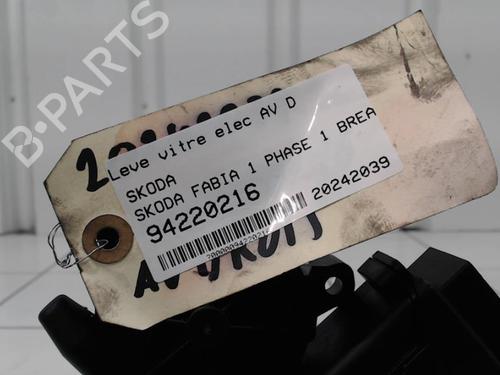 B-PARTS
Leve vitre elec AV D
SKODA
SKODA FABIA 1 PHASE 1 BREA
94220216
20242039